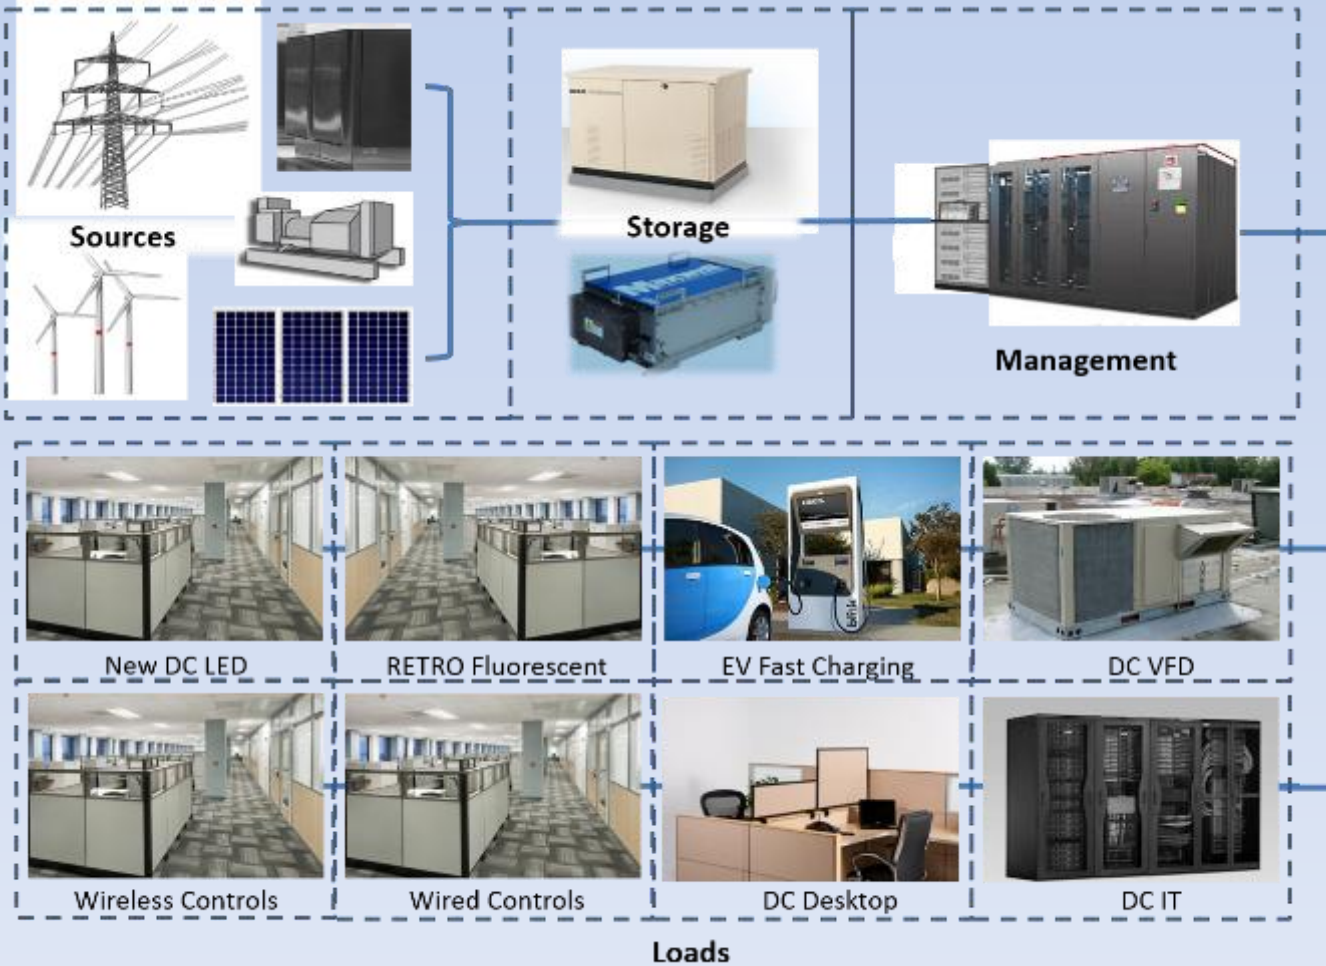 Sources
Storage
Management
New DC LED
RETRO Fluorescent
EV Fast Charging
DC VFD
Wireless Controls
Wired Controls
DC Desktop
DC IT
Loads